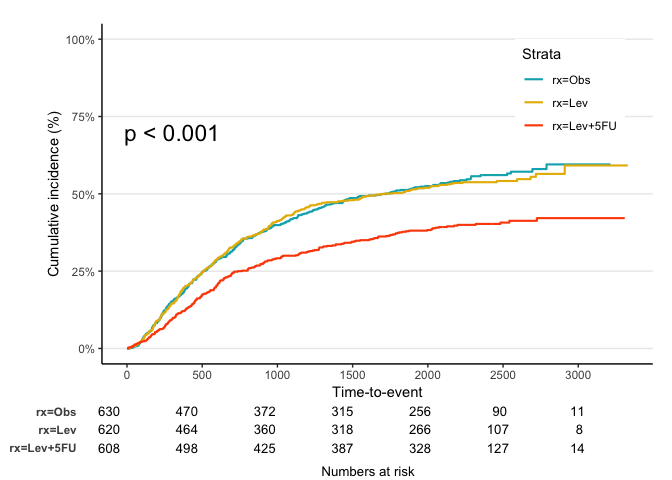 100%
75%
50%
25%
0%
Cumulative incidence (%)
p < 0.001
Strata
rx=Obs
rx=Lev
rx=Lev+5FU
0 500 1000 1500 2000 2500 3000
Time-to-event
rx=Obs 630 470 372 315 256 90 11
rx=Lev 620 464 360 318 266 107 8
rx=Lev+5FU 608 498 425 387 328 127 14
Numbers at risk